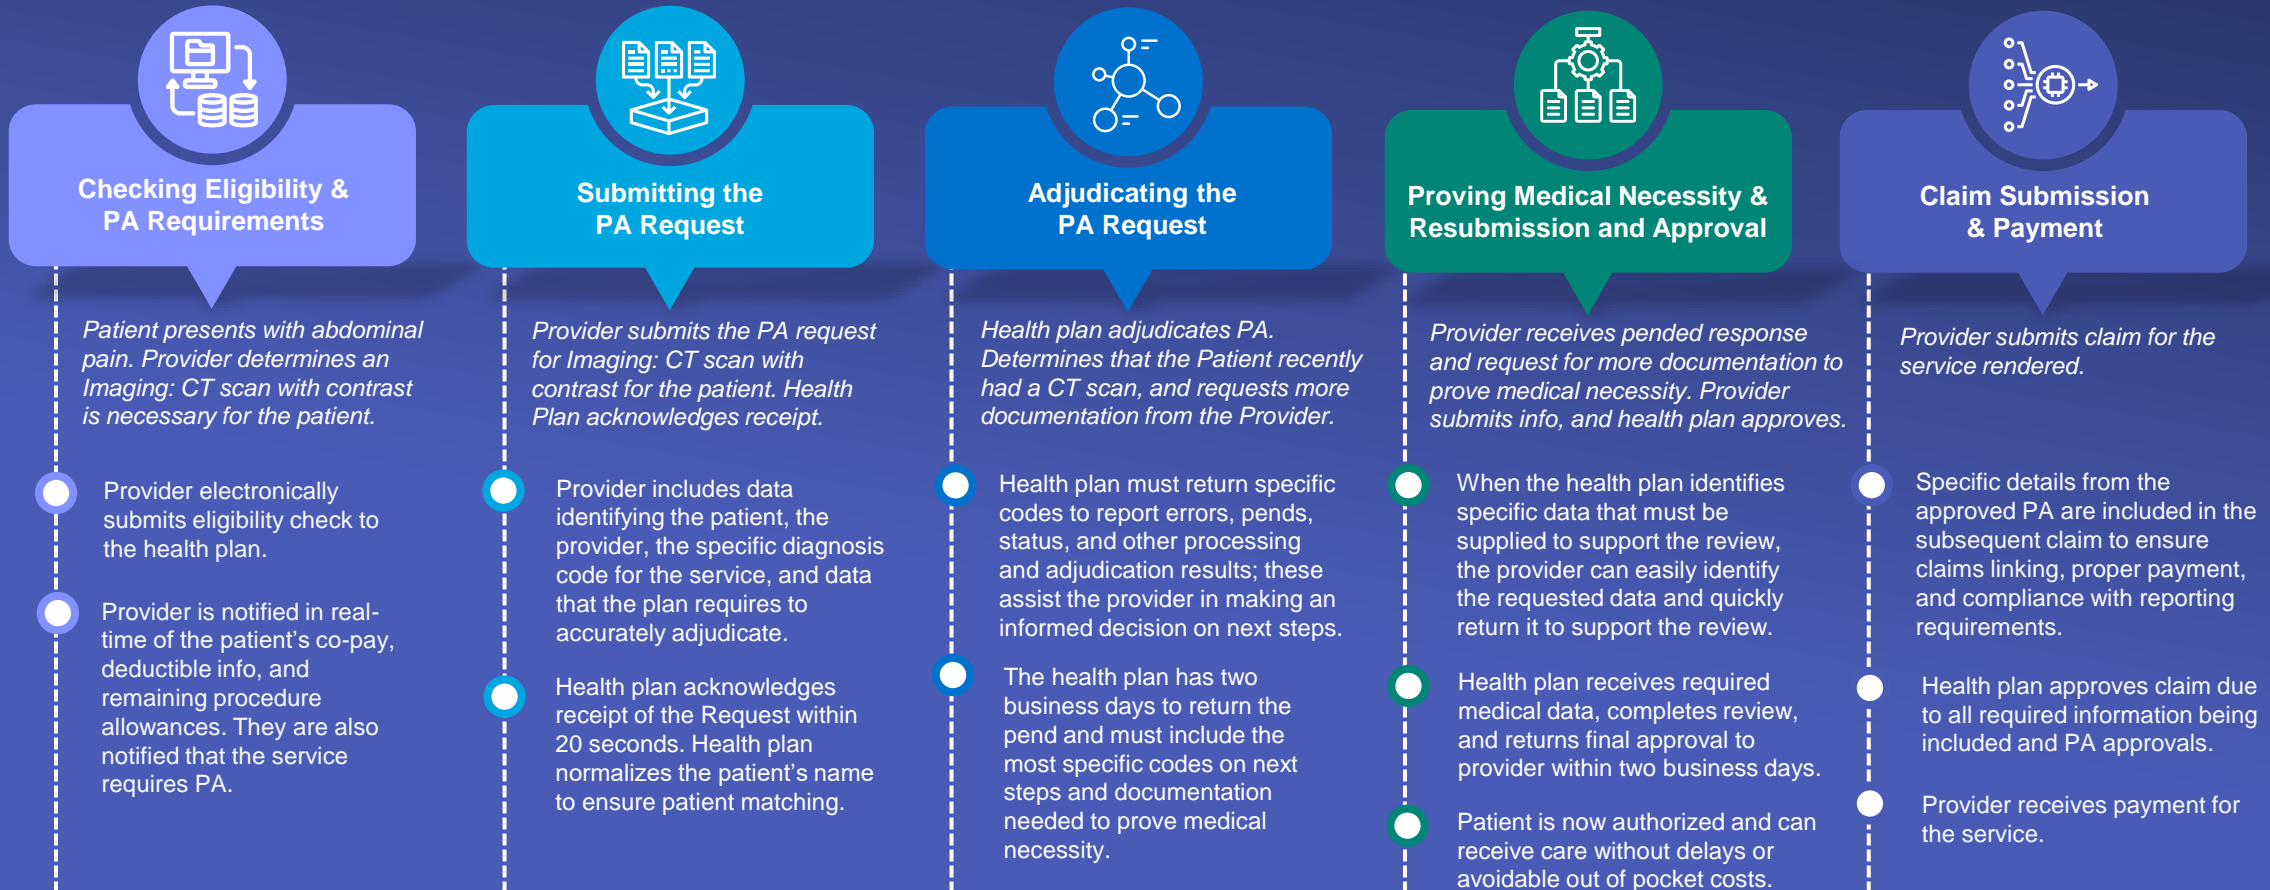 Checking Eligibility &
PA Requirements
Patient presents with abdominal
pain. Provider determines an
Imaging: CT scan with contrast
is necessary for the patient.
Provider electronically
submits eligibility check to
the health plan.
Provider is notified in real-
time of the patient's co-pay,
deductible info, and
remaining procedure
allowances. They are also
notified that the service
requires PA.
Submitting the
PA Request
Provider submits the PA request
for Imaging: CT scan with
contrast for the patient. Health
Plan acknowledges receipt.
Provider includes data
identifying the patient, the
provider, the specific diagnosis
code for the service, and data
that the plan requires to
accurately adjudicate.
Health plan acknowledges
receipt of the Request within
20 seconds. Health plan
normalizes the patient's name
to ensure patient matching.
Adjudicating the
PA Request
Health plan adjudicates PA.
Determines that the Patient recently
had a CT scan, and requests more
documentation from the Provider.
Health plan must return specific
codes to report errors, pends,
status, and other processing
and adjudication results; these
assist the provider in making an
informed decision on next steps.
The health plan has two
business days to return the
pend and must include the
most specific codes on next
steps and documentation
needed to prove medical
necessity.
Proving Medical Necessity &
Resubmission and Approval
Provider receives pended response
and request for more documentation to
prove medical necessity. Provider
submits info, and health plan approves.
When the health plan identifies
specific data that must be
supplied to support the review,
the provider can easily identify
the requested data and quickly
return it to support the review.
Health plan receives required
medical data, completes review,
and returns final approval to
provider within two business days.
Patient is now authorized and can
receive care without delays or
avoidable out of pocket costs.
Claim Submission
& Payment
Provider submits claim for the
service rendered.
Specific details from the
approved PA are included in the
subsequent claim to ensure
claims linking, proper payment,
and compliance with reporting
requirements.
Health plan approves claim due
to all required information being
included and PA approvals.
Provider receives payment for
the service.